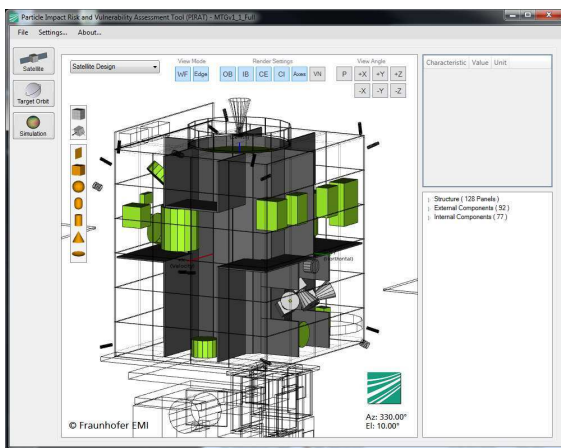 Particle Impact Risk and Vulnerability Assessment Tool (PIRAT) - MTGv1_1_Full
File Settings... About...
Satellite
Target Orbit
Simulation
Satellite Design
View Mode
WF Edge
Render Settings
OB IB CE CI Axes VN
View Angle
P +X +Y +Z
-X -Y -Z
Characteristic Value Unit
Structure ( 128 Panels )
External Components ( 92 )
Internal Components ( 77 )
© Fraunhofer EMI
Az: 330.00°
El: 10.00°